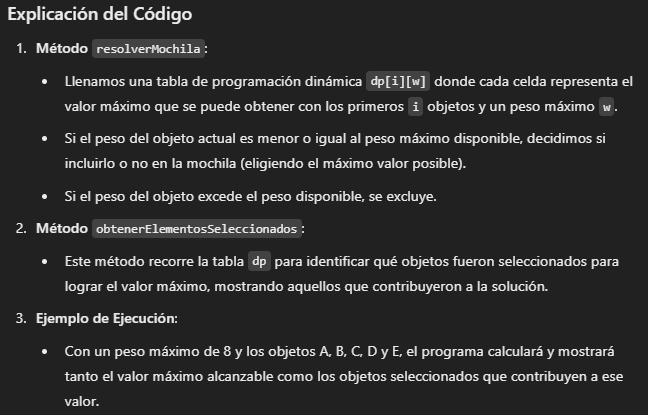 Explicación del Código
1. Método resolverMochila:
• Llenamos una tabla de programación dinámica dp[i][w] donde cada celda representa el
valor máximo que se puede obtener con los primeros i objetos y un peso máximo w.
• Si el peso del objeto actual es menor o igual al peso máximo disponible, decidimos si
incluirlo o no en la mochila (eligiendo el máximo valor posible).
• Si el peso del objeto excede el peso disponible, se excluye.
2. Método obtenerElementosSeleccionados:
• Este método recorre la tabla dp para identificar qué objetos fueron seleccionados para
lograr el valor máximo, mostrando aquellos que contribuyeron a la solución.
3. Ejemplo de Ejecución:
• Con un peso máximo de 8 y los objetos A, B, C, D y E, el programa calculará y mostrará
tanto el valor máximo alcanzable como los objetos seleccionados que contribuyen a ese
valor.